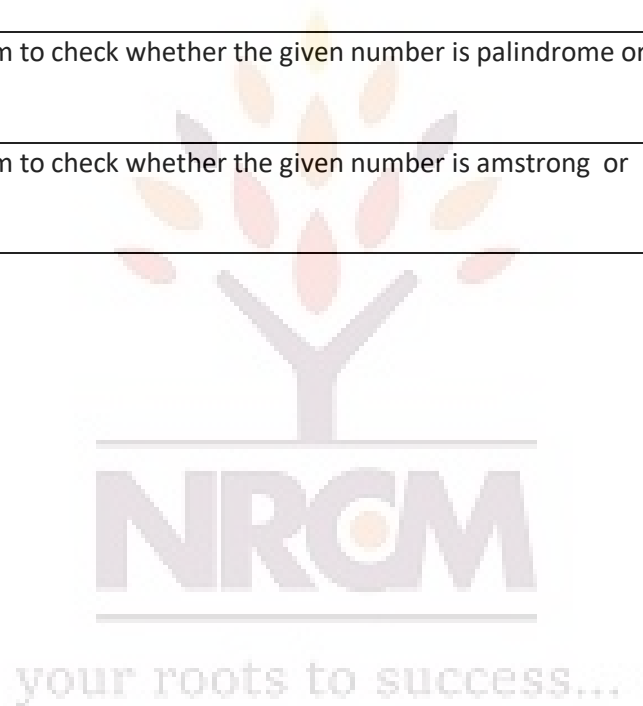 m to check whether the given number is palindrome or
m to check whether the given number is amstrong or
NRCM
your roots to success...